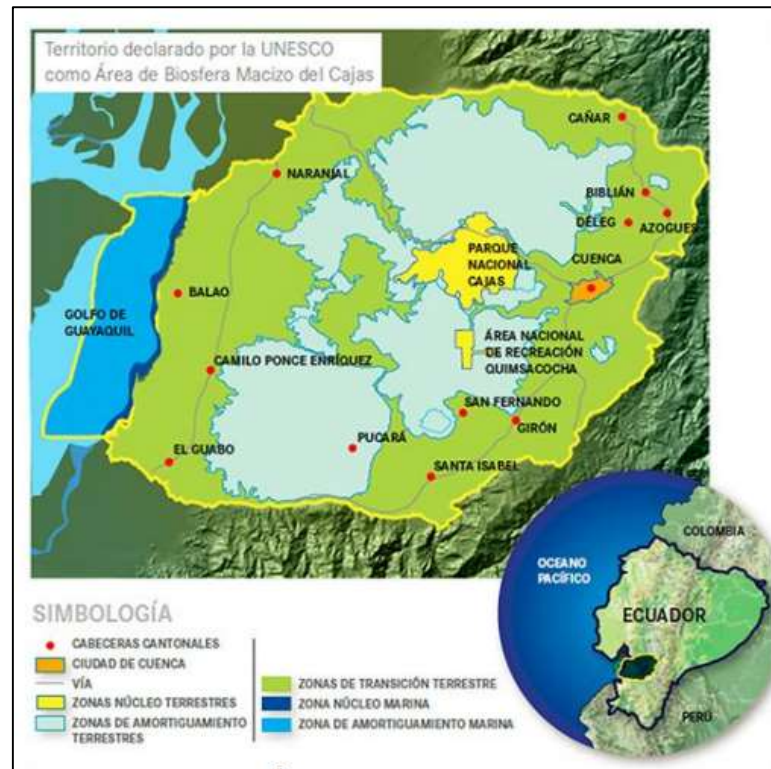 Territorio declarado por la UNESCO
como Área de Biosfera Macizo del Cajas
CAÑAR
NARANJAL
BIBLIÁN
DÉLEG
AZOGUES
PARQUE
NACIONAL
CAJAS
CUENCA
BALAO
GOLFO DE
GUAYAQUIL
ÁREA NACIONAL
DE RECREACIÓN
QUIMSACOCHA
CAMILO PONCE ENRÍQUEZ
SAN FERNANDO
GIRÓN
PUCARÁ
EL GUABO
SANTA ISABEL
COLOMBIA
OCEANO
PACÍFICO
ECUADOR
PERÚ
SIMBOLOGÍA
CABECERAS CANTONALES
CIUDAD DE CUENCA
VÍA
ZONAS NÚCLEO TERRESTRES
ZONAS DE AMORTIGUAMIENTO
TERRESTRES
ZONAS DE TRANSICIÓN TERRESTRE
ZONA NÚCLEO MARINA
ZONA DE AMORTIGUAMIENTO MARINA